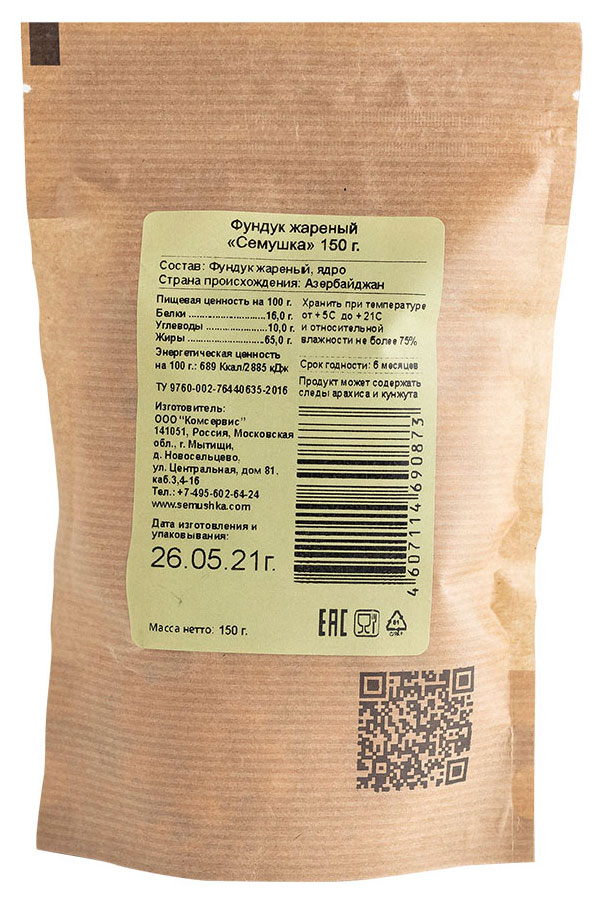 Фундук жареный
«Семушка» 150 г.
Состав: Фундук жареный, ядро
Страна происхождения: Азербайджан
Пищевая ценность на 100 г.
Белки ........................... 16,0 г.
Углеводы ..................... 10,0 г.
Жиры ............................ 65,0 г.
Энергетическая ценность
на 100 г.: 689 Ккал/2885 кДж
ТУ 9760-002-76440635-2016
Изготовитель:
ООО "Комсервис"
141051, Россия, Московская
обл., г. Мытищи,
д. Новосельцево,
ул. Центральная, дом 81.
каб.3,4-16
Тел.: +7-495-602-64-24
www.semushka.com
Дата изготовления и
упаковывания:
26.05.21г.
Масса нетто: 150 г.
Хранить при температуре
от +5С до +21С
и относительной
влажности не более 75%
Срок годности: 6 месяцев
Продукт может содержать
следы арахиса и кунжута
4607114690873
EAC
81